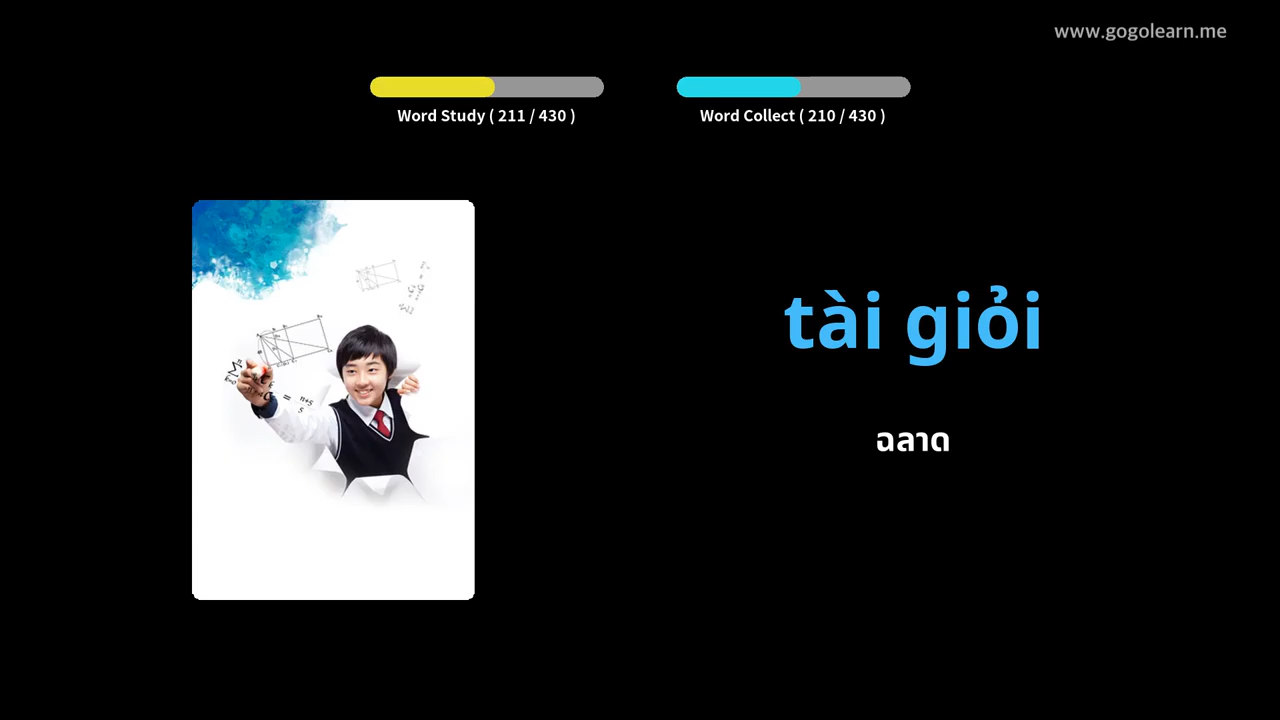 www.gogolearn.me
Word Study ( 211 / 430 )
Word Collect ( 210 / 430 )
tài giỏi
ฉลาด